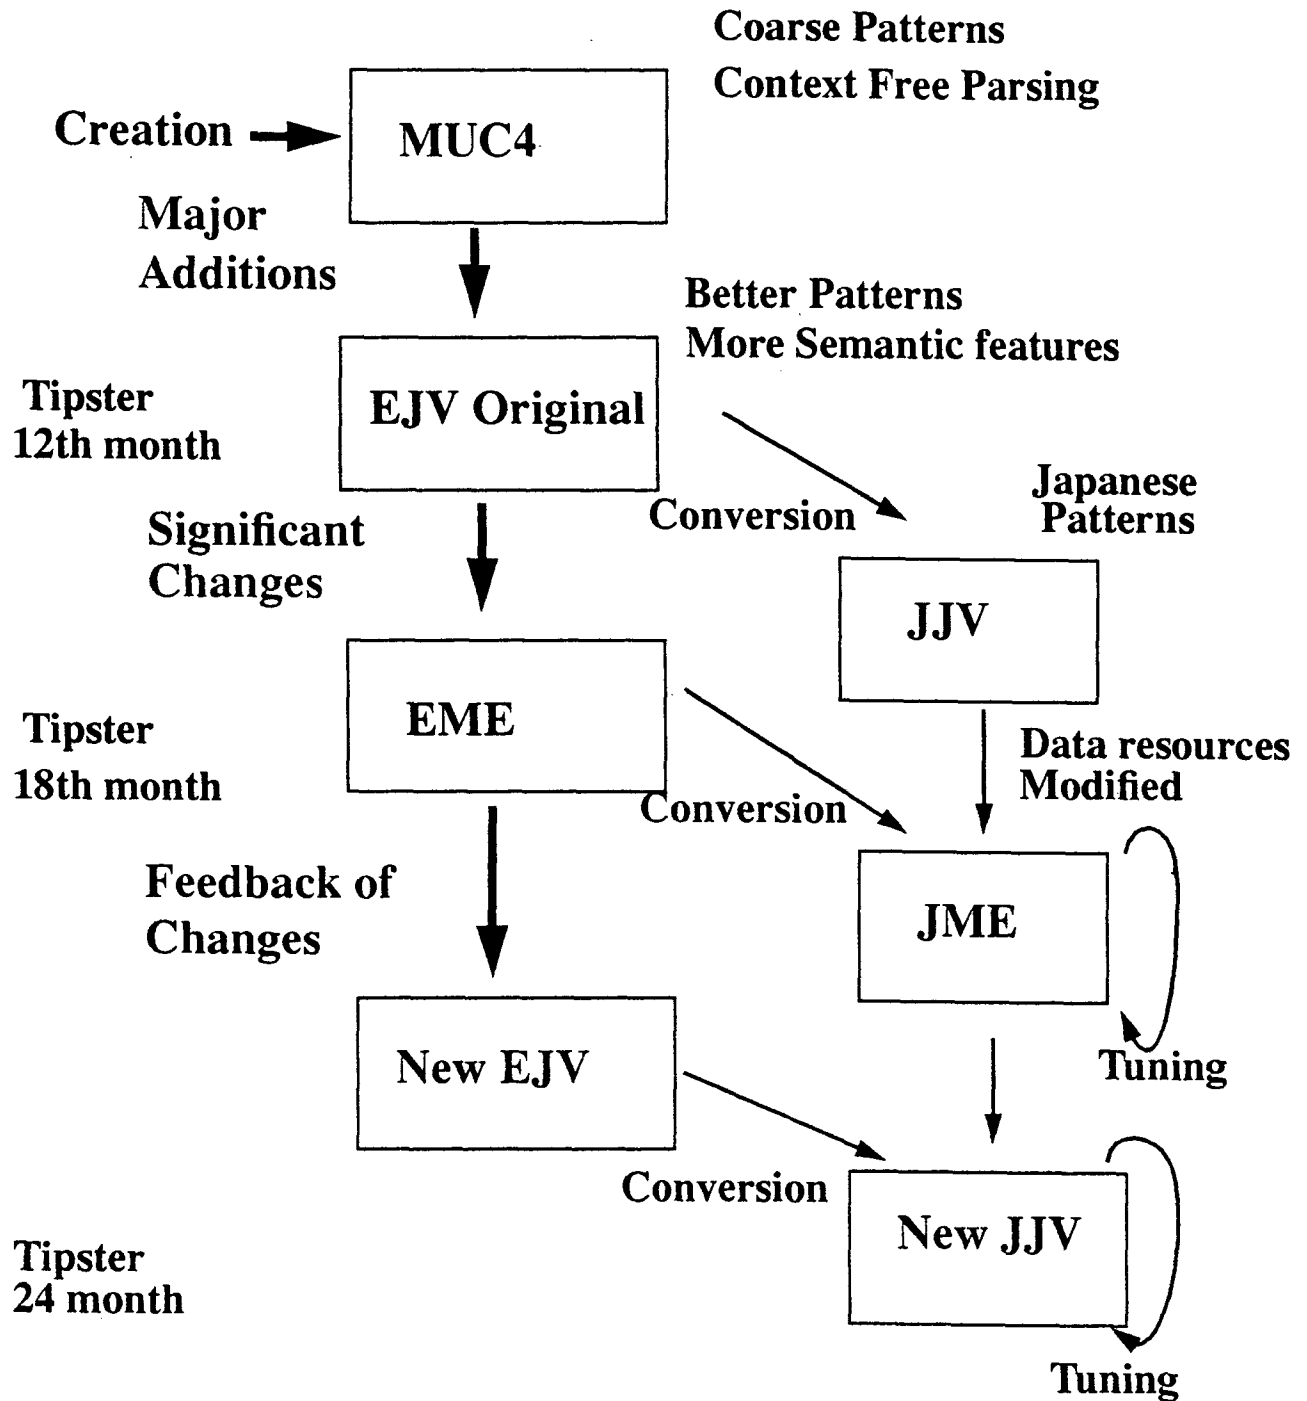 Coarse Patterns
Context Free Parsing
Creation
MUC4
Major
Additions
Better Patterns
More Semantic features
Tipster
12th month
EJV Original
Conversion
Japanese
Patterns
Significant
Changes
JJV
EME
Tipster
18th month
Data resources
Modified
Conversion
Feedback of
Changes
JME
Tuning
New EJV
Conversion
New JJV
Tipster
24 month
Tuning